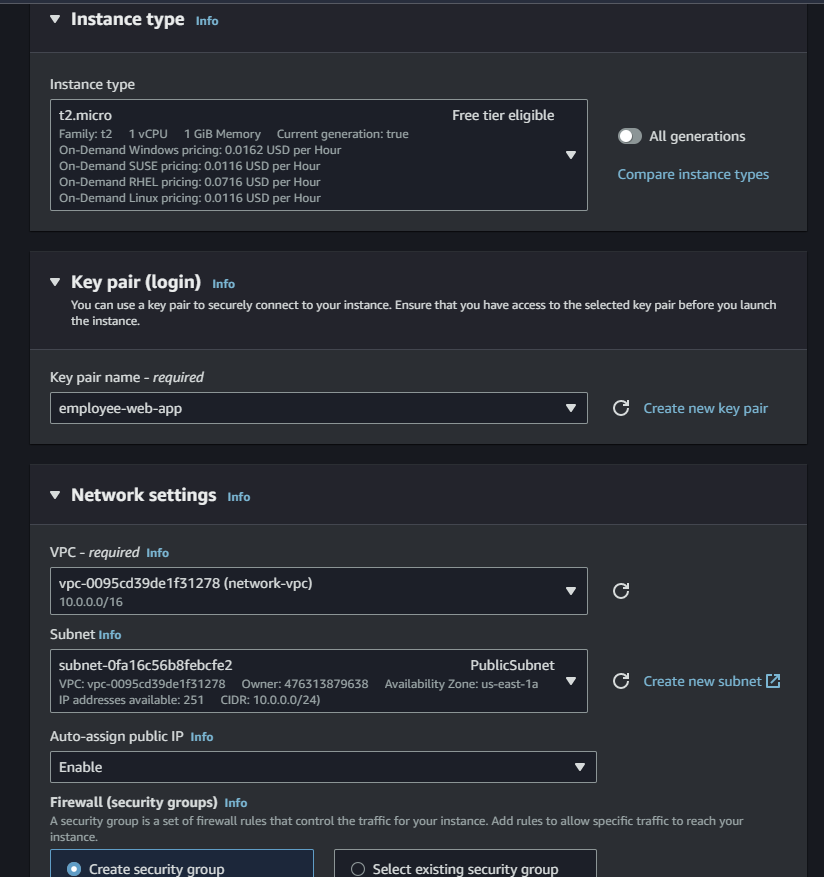 Instance type Info
Instance type
t2.micro Free tier eligible
Family: t2 1 vCPU 1 GiB Memory Current generation: true
On-Demand Windows pricing: 0.0162 USD per Hour
On-Demand SUSE pricing: 0.0116 USD per Hour
On-Demand RHEL pricing: 0.0716 USD per Hour
On-Demand Linux pricing: 0.0116 USD per Hour
All generations
Compare instance types
Key pair (login) Info
You can use a key pair to securely connect to your instance. Ensure that you have access to the selected key pair before you launch
the instance.
Key pair name - required
employee-web-app
Create new key pair
Network settings Info
VPC - required Info
vpc-0095cd39de1f31278 (network-vpc)
10.0.0.0/16
Subnet Info
subnet-0fa16c56b8febcfe2 PublicSubnet
VPC: vpc-0095cd39de1f31278 Owner: 476313879638 Availability Zone: us-east-1a
IP addresses available: 251 CIDR: 10.0.0.0/24)
Create new subnet
Auto-assign public IP Info
Enable
Firewall (security groups) Info
A security group is a set of firewall rules that control the traffic for your instance. Add rules to allow specific traffic to reach your
instance.
Create security group
Select existing security group